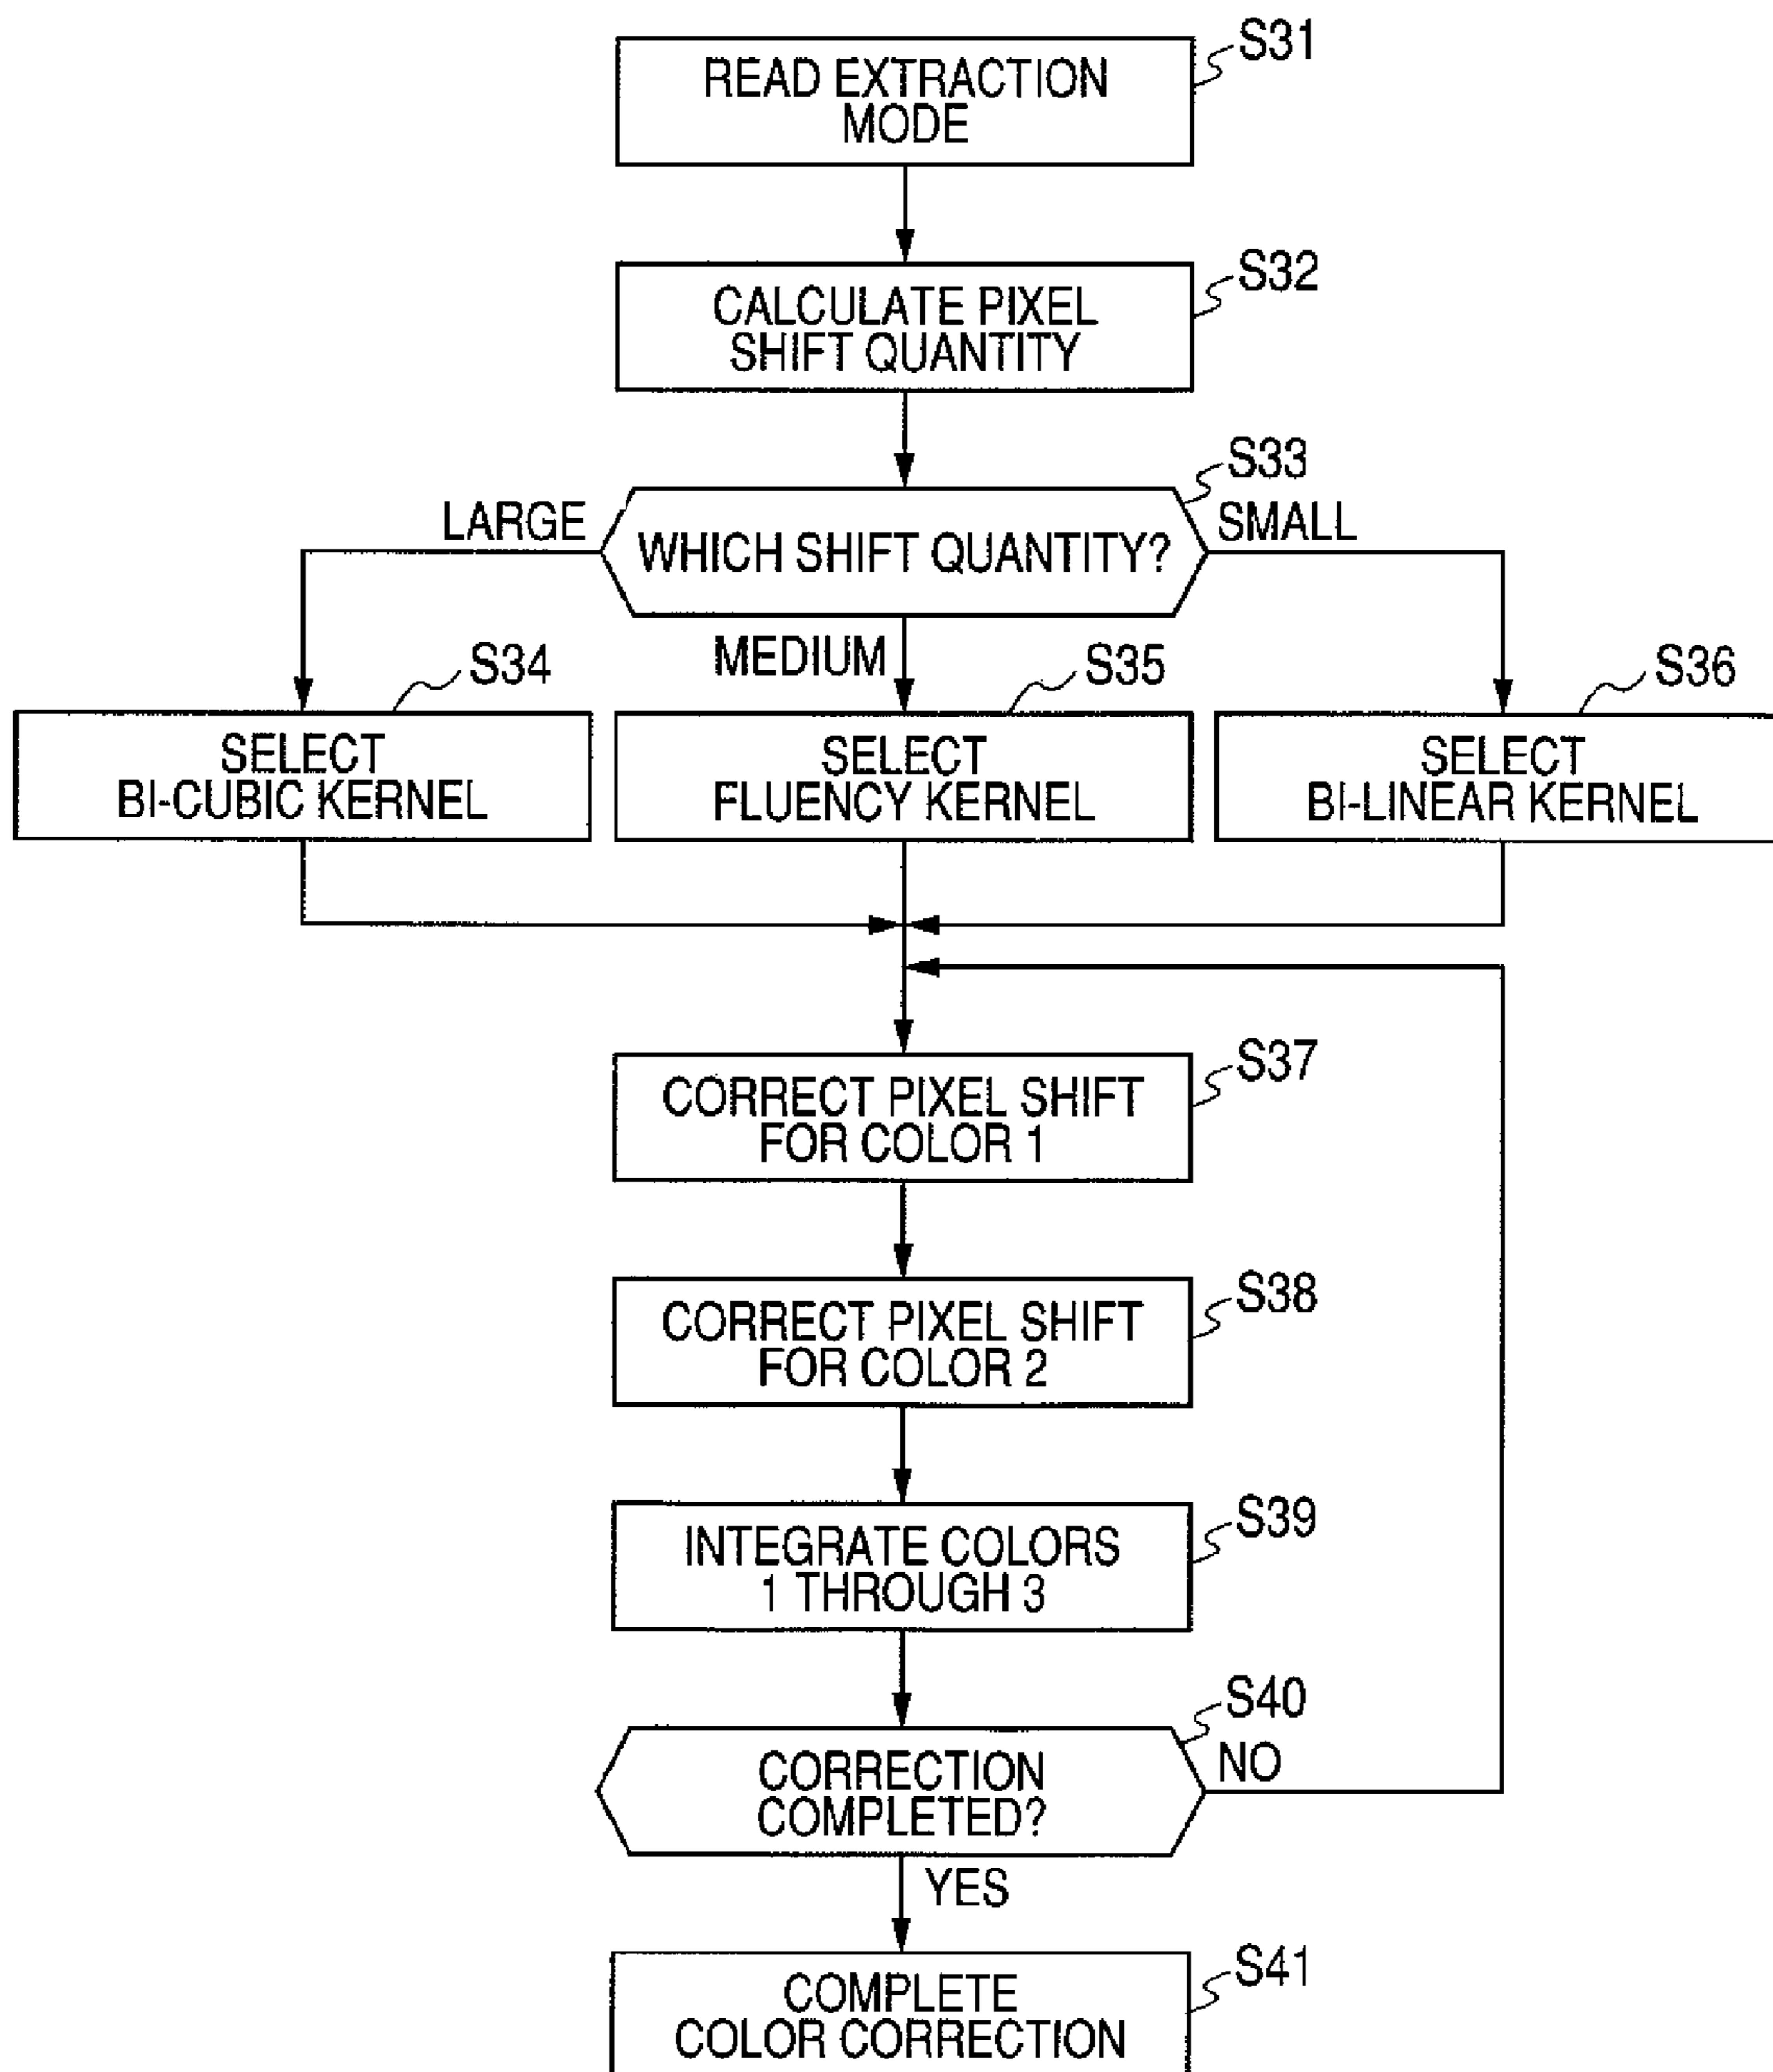 S31
READ EXTRACTION
MODE
S32
CALCULATE PIXEL
SHIFT QUANTITY
S33
LARGE
WHICH SHIFT QUANTITY?
SMALL
MEDIUM
S34
S35
S36
SELECT
BI-CUBIC KERNEL
SELECT
FLUENCY KERNEL
SELECT
BI-LINEAR KERNEL
S37
CORRECT PIXEL SHIFT
FOR COLOR 1
S38
CORRECT PIXEL SHIFT
FOR COLOR 2
S39
INTEGRATE COLORS
1 THROUGH 3
S40
CORRECTION
COMPLETED?
NO
YES
S41
COMPLETE
COLOR CORRECTION